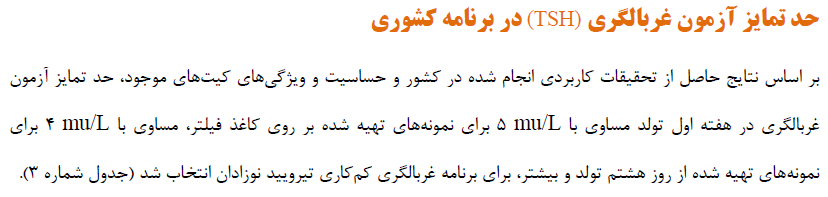 حد تمایز آزمون غربالگری (TSH) در برنامه کشوری
بر اساس نتایج حاصل از تحقیقات کاربردی انجام شده در کشور و حساسیت و ویژگی‌های کیت‌های موجود، حد تمایز آزمون
غربالگری در هفته اول تولد مساوی با ۵ mu/L برای نمونه‌های تهیه شده بر روی کاغذ فیلتر، مساوی با ۴ mu/L برای
نمونه‌های تهیه شده از روز هشتم تولد و بیشتر، برای برنامه غربالگری کم‌کاری تیرویید نوزادان انتخاب شد (جدول شماره ۳).